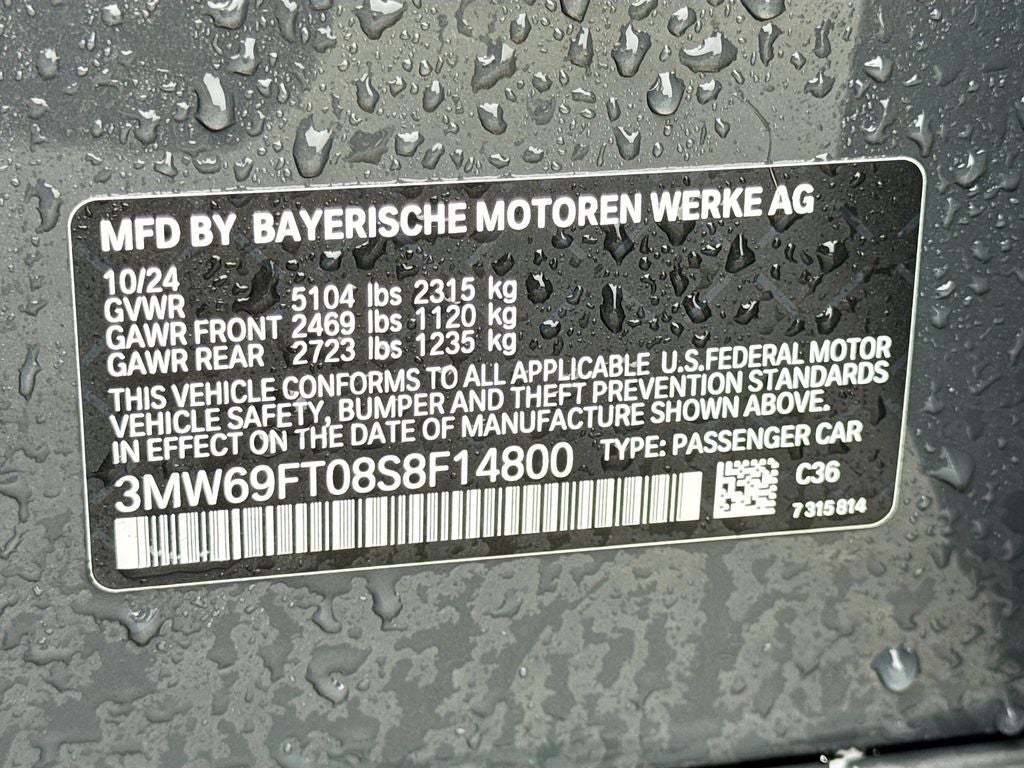 MFD BY BAYERISCHE MOTOREN WERKE AG
10/24
GVWR 5104 lbs 2315 kg
GAWR FRONT 2469 lbs 1120 kg
GAWR REAR 2723 lbs 1235 kg
THIS VEHICLE CONFORMS TO ALL APPLICABLE U.S.FEDERAL MOTOR
VEHICLE SAFETY, BUMPER AND THEFT PREVENTION STANDARDS
IN EFFECT ON THE DATE OF MANUFACTURE SHOWN ABOVE.
3MW69FT08S8F14800 TYPE: PASSENGER CAR
C36
7315814